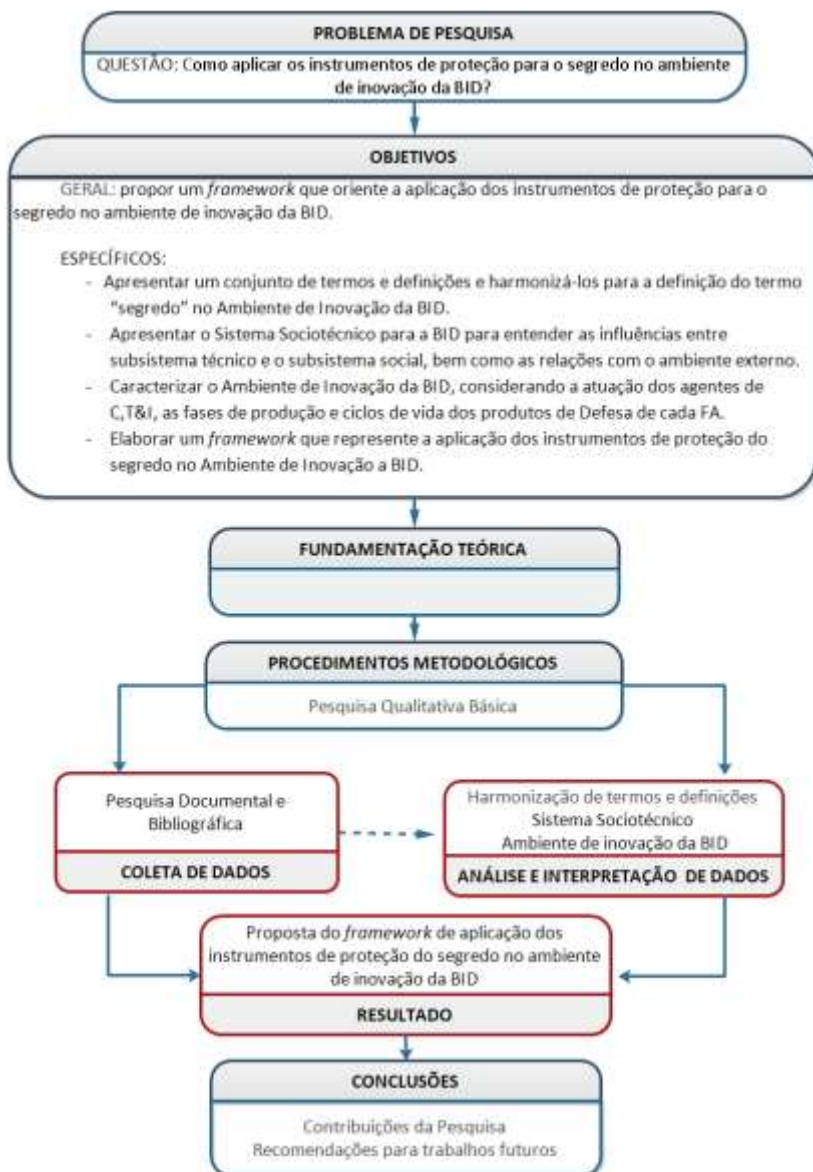 PROBLEMA DE PESQUISA
QUESTÃO: Como aplicar os instrumentos de proteção para o segredo no ambiente
de inovação da BID?
OBJETIVOS
GERAL: propor um framework que oriente a aplicação dos instrumentos de proteção para o
segredo no ambiente de inovação da BID.
ESPECÍFICOS:
- Apresentar um conjunto de termos e definições e harmonizá-los para a definição do termo
“segredo” no Ambiente de Inovação da BID.
- Apresentar o Sistema Sociotécnico para a BID para entender as influências entre
subsistema técnico e o subsistema social, bem como as relações com o ambiente externo.
- Caracterizar o Ambiente de Inovação da BID, considerando a atuação dos agentes de
C,T&I, as fases de produção e ciclos de vida dos produtos de Defesa de cada FA.
- Elaborar um framework que represente a aplicação dos instrumentos de proteção do
segredo no Ambiente de Inovação a BID.
FUNDAMENTAÇÃO TEÓRICA
PROCEDIMENTOS METODOLÓGICOS
Pesquisa Qualitativa Básica
Pesquisa Documental e
Bibliográfica
COLETA DE DADOS
Harmonização de termos e definições
Sistema Sociotécnico
Ambiente de inovação da BID
ANÁLISE E INTERPRETAÇÃO DE DADOS
Proposta do framework de aplicação dos
instrumentos de proteção do segredo no ambiente
de inovação da BID
RESULTADO
CONCLUSÕES
Contribuições da Pesquisa
Recomendações para trabalhos futuros